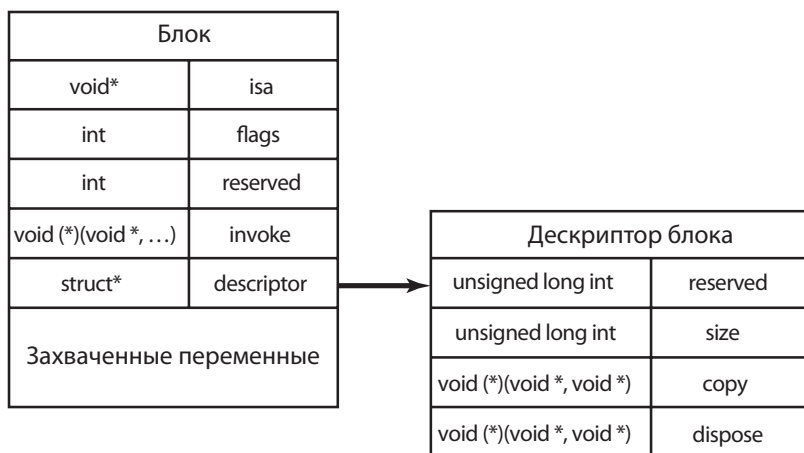 Блок
void* isa
int flags
int reserved
void (*)(void *, …) invoke
struct* descriptor
Захваченные переменные
Дескриптор блока
unsigned long int reserved
unsigned long int size
void (*)(void *, void *) copy
void (*)(void *, void *) dispose